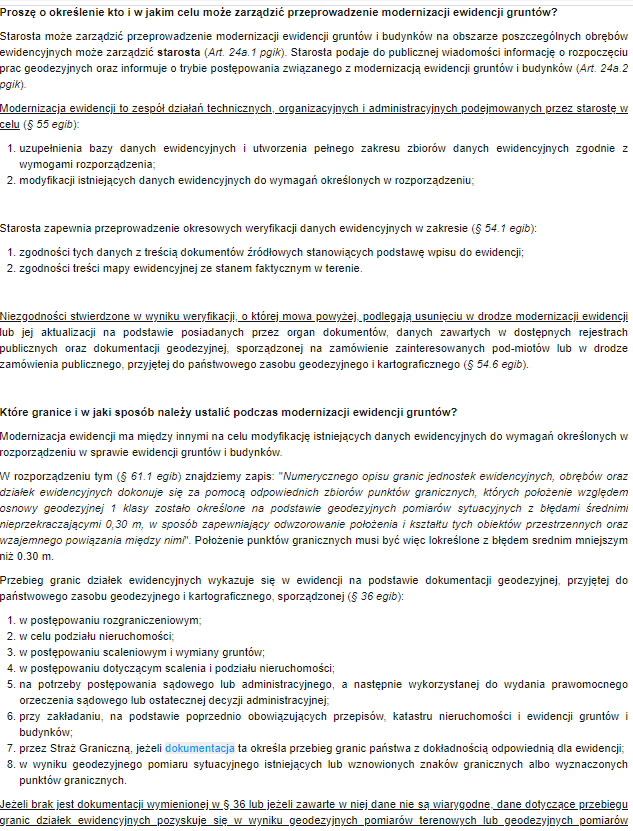 Proszę o określenie kto i w jakim celu może zarządzić przeprowadzenie modernizacji ewidencji gruntów?
Starosta może zarządzić przeprowadzenie modernizacji ewidencji gruntów i budynków na obszarze poszczególnych obrębów
ewidencyjnych może zarządzić starosta (Art. 24a.1 pgik). Starosta podaje do publicznej wiadomości informację o rozpoczęciu
prac geodezyjnych oraz informuje o trybie postępowania związanego z modernizacją ewidencji gruntów i budynków (Art. 24a.2
pgik).
Modernizacja ewidencji to zespół działań technicznych, organizacyjnych i administracyjnych podejmowanych przez starostę w
celu (§ 55 egib):
1. uzupełnienia bazy danych ewidencyjnych i utworzenia pełnego zakresu zbiorów danych ewidencyjnych zgodnie z
wymogami rozporządzenia;
2. modyfikacji istniejących danych ewidencyjnych do wymagań określonych w rozporządzeniu;
Starosta zapewnia przeprowadzenie okresowych weryfikacji danych ewidencyjnych w zakresie (§ 54.1 egib):
1. zgodności tych danych z treścią dokumentów źródłowych stanowiących podstawę wpisu do ewidencji;
2. zgodności treści mapy ewidencyjnej ze stanem faktycznym w terenie.
Niezgodności stwierdzone w wyniku weryfikacji, o której mowa powyżej, podlegają usunięciu w drodze modernizacji ewidencji
lub jej aktualizacji na podstawie posiadanych przez organ dokumentów, danych zawartych w dostępnych rejestrach
publicznych oraz dokumentacji geodezyjnej, sporządzonej na zamówienie zainteresowanych pod-miotów lub w drodze
zamówienia publicznego, przyjętej do państwowego zasobu geodezyjnego i kartograficznego (§ 54.6 egib).
Które granice i w jaki sposób należy ustalić podczas modernizacji ewidencji gruntów?
Modernizacja ewidencji ma między innymi na celu modyfikację istniejących danych ewidencyjnych do wymagań określonych w
rozporządzeniu w sprawie ewidencji gruntów i budynków.
W rozporządzeniu tym (§ 61.1 egib) znajdziemy zapis: "Numerycznego opisu granic jednostek ewidencyjnych, obrębów oraz
działek ewidencyjnych dokonuje się za pomocą odpowiednich zbiorów punktów granicznych, których położenie względem
osnowy geodezyjnej 1 klasy zostało określone na podstawie geodezyjnych pomiarów sytuacyjnych z błędami średnimi
nieprzekraczającymi 0,30 m, w sposób zapewniający odwzorowanie położenia i kształtu tych obiektów przestrzennych oraz
wzajemnego powiązania między nimi". Położenie punktów granicznych musi być więc lokreślone z błędem srednim mniejszym
niż 0.30 m.
Przebieg granic działek ewidencyjnych wykazuje się w ewidencji na podstawie dokumentacji geodezyjnej, przyjętej do
państwowego zasobu geodezyjnego i kartograficznego, sporządzonej (§ 36 egib):
1. w postępowaniu rozgraniczeniowym;
2. w celu podziału nieruchomości;
3. w postępowaniu scaleniowym i wymiany gruntów;
4. w postępowaniu dotyczącym scalenia i podziału nieruchomości;
5. na potrzeby postępowania sądowego lub administracyjnego, a następnie wykorzystanej do wydania prawomocnego
orzeczenia sądowego lub ostatecznej decyzji administracyjnej;
6. przy zakładaniu, na podstawie poprzednio obowiązujących przepisów, katastru nieruchomości i ewidencji gruntów i
budynków;
7. przez Straż Graniczną, jeżeli dokumentacja ta określa przebieg granic państwa z dokładnością odpowiednią dla ewidencji;
8. w wyniku geodezyjnego pomiaru sytuacyjnego istniejących lub wznowionych znaków granicznych albo wyznaczonych
punktów granicznych.
Jeżeli brak jest dokumentacji wymienionej w § 36 lub jeżeli zawarte w niej dane nie są wiarygodne, dane dotyczące przebiegu
granic działek ewidencyjnych pozyskuje się w wyniku geodezyjnych pomiarów terenowych lub geodezyjnych pomiarów